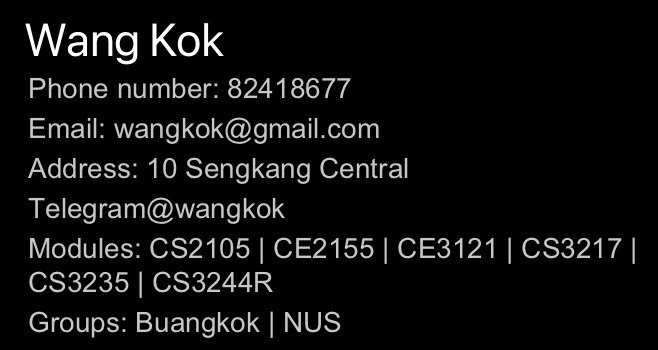 Wang Kok
Phone number: 82418677
Email: wangkok@gmail.com
Address: 10 Sengkang Central
Telegram@wangkok
Modules: CS2105 | CE2155 | CE3121 | CS3217 |
CS3235 | CS3244R
Groups: Buangkok | NUS